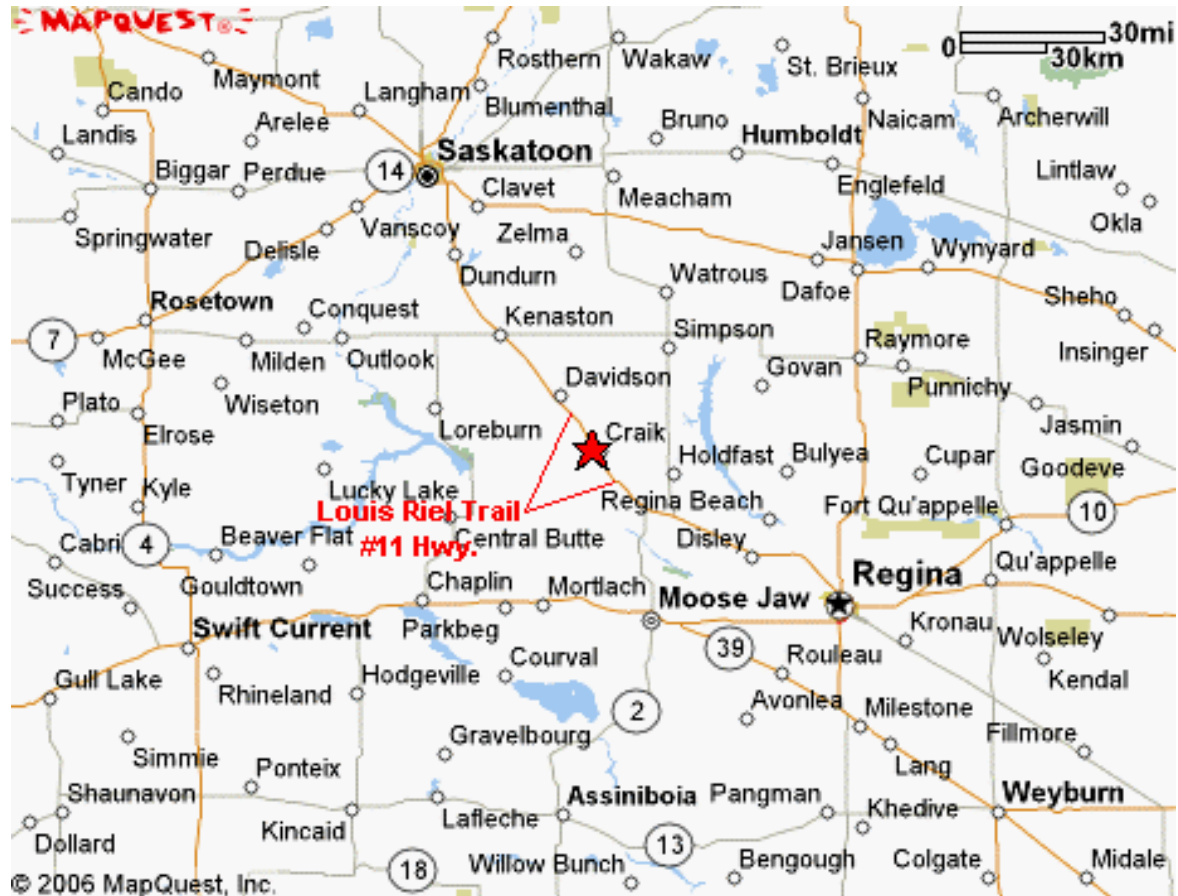 MAPQUEST®
30mi
0
30km
Rosthern
Wakaw
St. Brieux
Maymont
Cando
Langham
Blumenthal
Naicam
Archerwill
Landis
Arelee
Bruno
Humboldt
Saskatoon
14
Biggar
Perdue
Clavet
Meacham
Englefeld
Lintlaw
Okla
Springwater
Delisle
Vanscoy
Zelma
Jansen
Wynyard
Dundurn
Watrous
Dafoe
Sheho
Rosetown
Conquest
Kenaston
Simpson
Raymore
Insinger
7
McGee
Milden
Outlook
Govan
Punnichy
Davidson
Plato
Wiseton
Elrose
Loreburn
Craik
Jasmin
Holdfast
Bulyea
Cupar
Goodeve
Tyner
Kyle
Lucky Lake
Regina Beach
Fort Qu'appelle
10
Louis Riel Trail
#11 Hwy.
Cabri
4
Beaver Flat
Central Butte
Disley
Qu'appelle
Success
Gouldtown
Chaplin
Mortlach
Regina
Moose Jaw
Swift Current
Parkbeg
39
Kronau
Wolseley
Gull Lake
Rhineland
Hodgeville
Courval
Rouleau
Kendal
2
Avonlea
Milestone
Simmie
Gravelbourg
Fillmore
Lang
Ponteix
Shaunavon
Assiniboia
Pangman
Khedive
Weyburn
Dollard
Kincaid
Lafleche
13
18
Willow Bunch
Bengough
Colgate
Midale
© 2006 MapQuest, Inc.